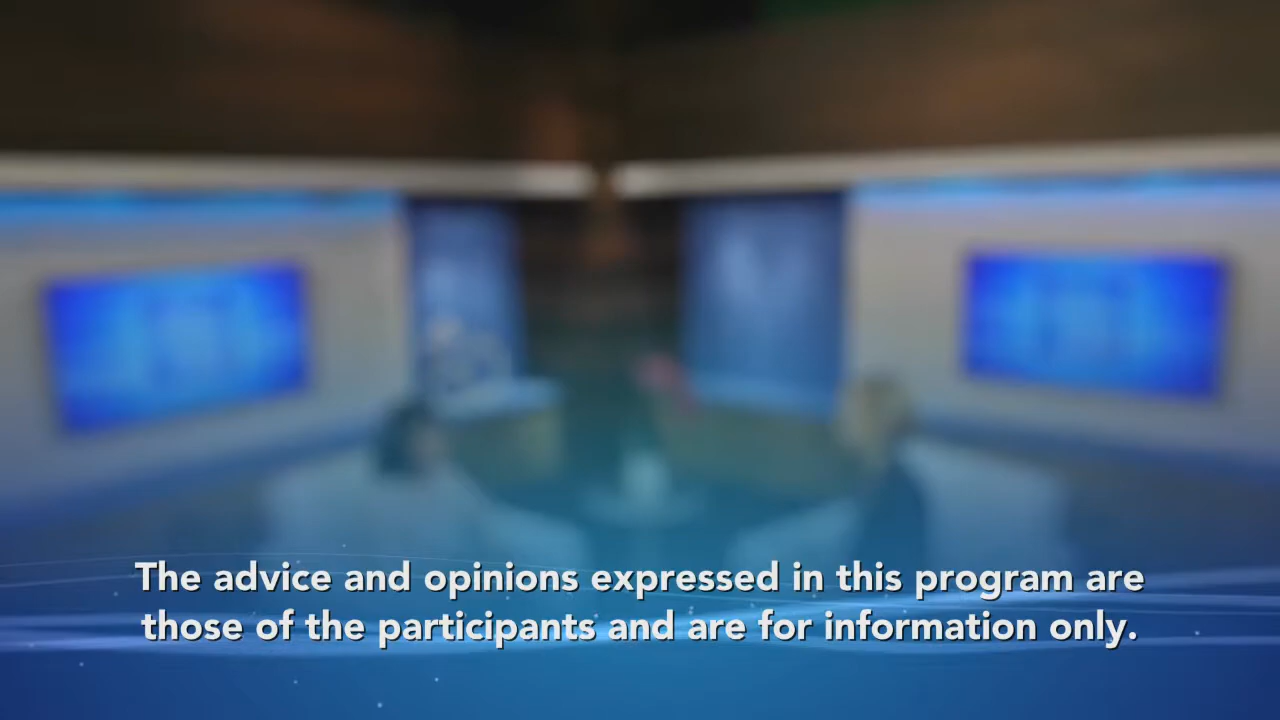 The advice and opinions expressed in this program are
those of the participants and are for information only.